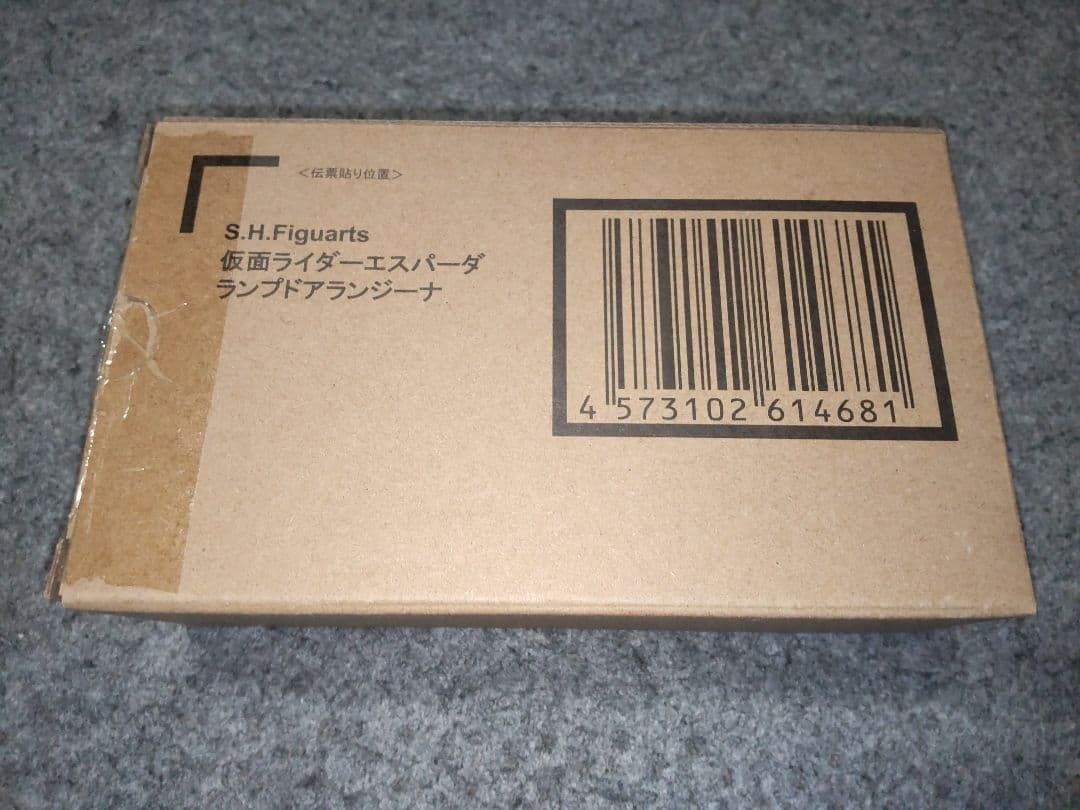 ＜伝票貼り位置＞
S.H.Figuarts
仮面ライダーエスパーダ
ランプドアランジーナ
4 573102 614681